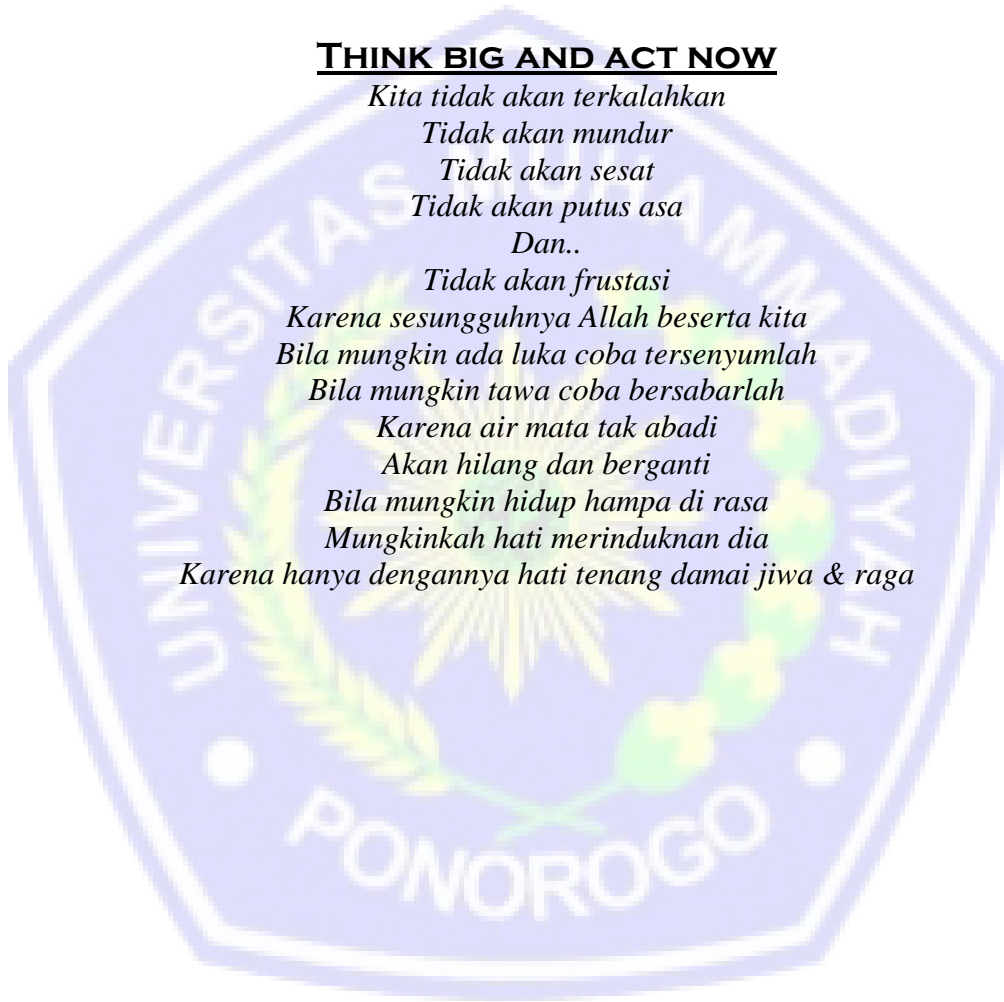 THINK BIG AND ACT NOW
Kita tidak akan terkalahkan
Tidak akan mundur
Tidak akan sesat
Tidak akan putus asa
Dan..
Tidak akan frustasi
Karena sesungguhnya Allah beserta kita
Bila mungkin ada luka coba tersenyumlah
Bila mungkin tawa coba bersabarlah
Karena air mata tak abadi
Akan hilang dan berganti
Bila mungkin hidup hampa di rasa
Mungkinkah hati merinduknan dia
Karena hanya dengannya hati tenang damai jiwa & raga
UNIVERSITAS MUHAMMADIYAH
PONOROGO